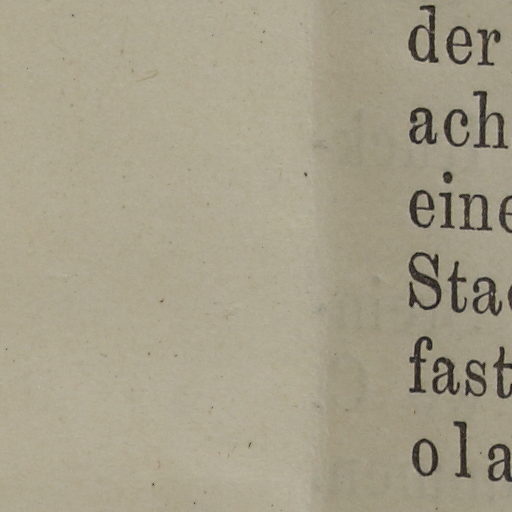 der
ach
eine
Sta
fast
ola